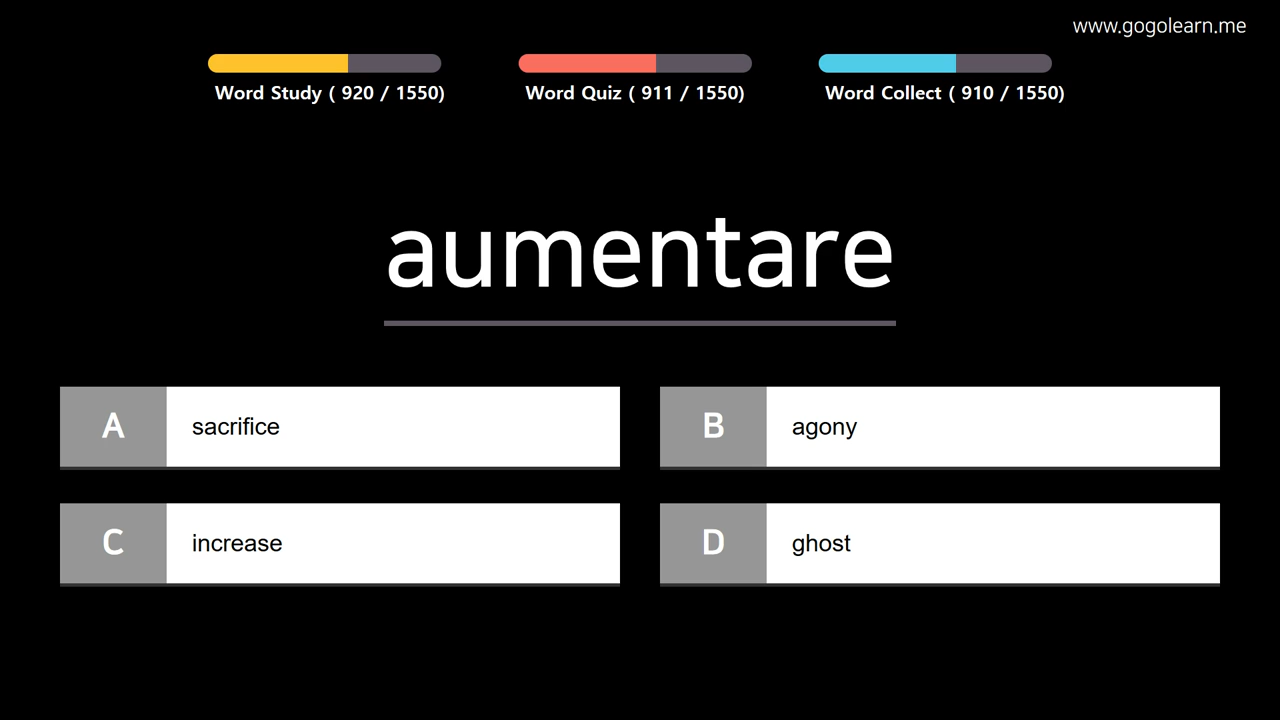 www.gogolearn.me
Word Study ( 920 / 1550)
Word Quiz ( 911 / 1550)
Word Collect ( 910 / 1550)
aumentare
A sacrifice
B agony
C increase
D ghost